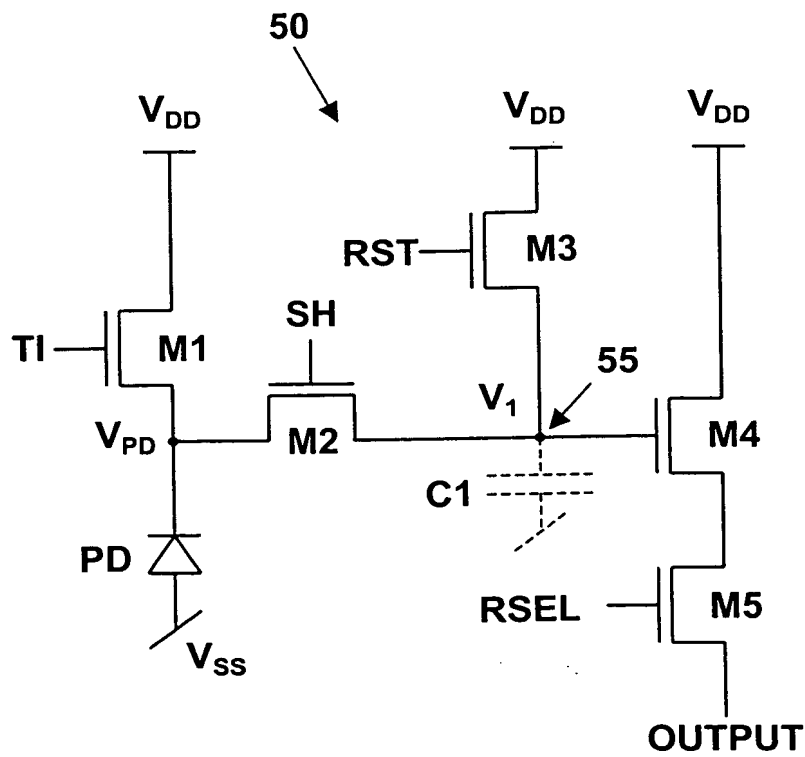 50
VDD
VDD
VDD
RST
M3
TI
M1
SH
55
V1
VPD
M2
M4
C1
PD
RSEL
M5
VSS
OUTPUT